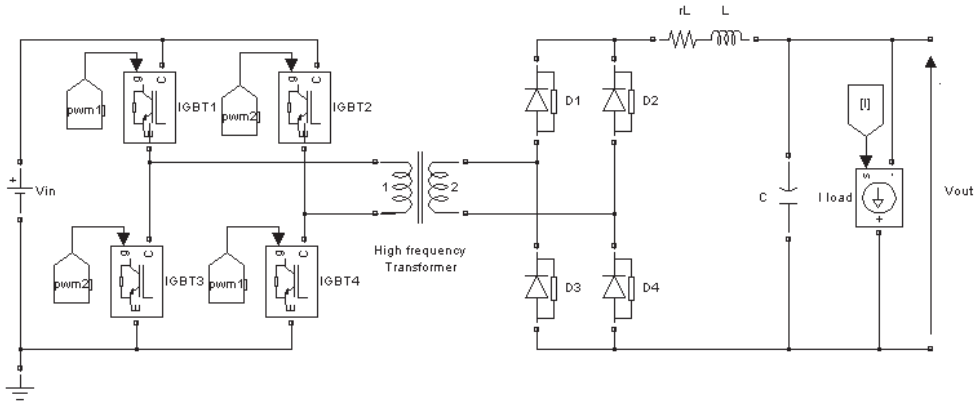 rL L
pwm1
g C
E
IGBT1
pwm2
g C
E
IGBT2
D1
D2
[I]
+
Vin
1
2
C
I load
s -
+
Vout
High frequency
Transformer
pwm2
g C
E
IGBT3
pwm1
g C
E
IGBT4
D3
D4